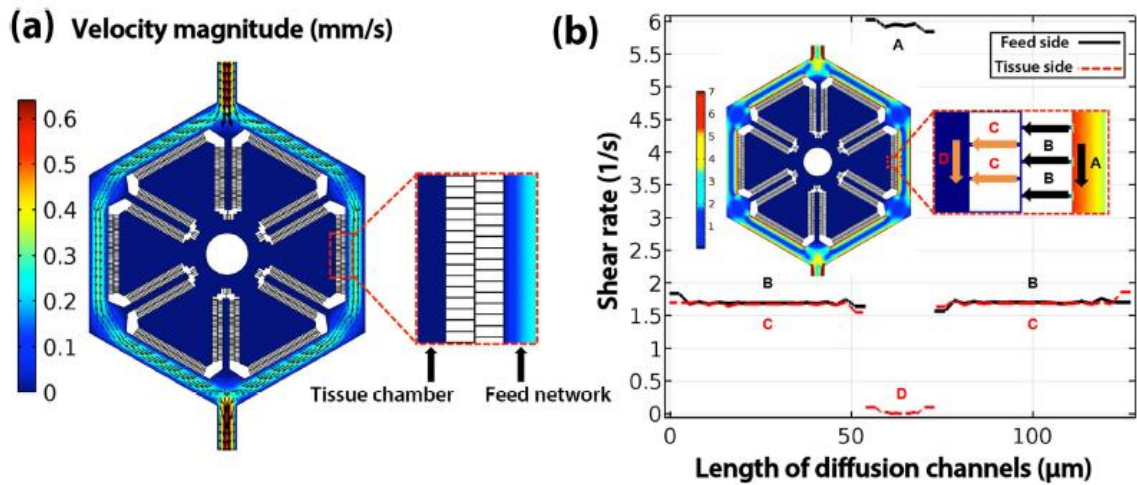 (a) Velocity magnitude (mm/s)
0.6
0.5
0.4
0.3
0.2
0.1
0
Tissue chamber
Feed network
(b)
Shear rate (1/s)
6
5.5
5
4.5
4
3.5
3
2.5
2
1.5
1
0.5
0
A
Feed side
Tissue side
7
6
5
4
3
2
1
C
B
D
C
B
A
B
C
B
C
D
0
50
100
Length of diffusion channels (µm)